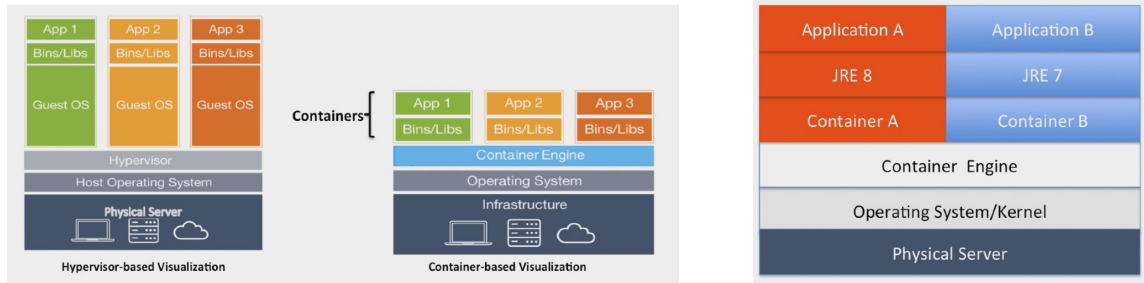 App 1
App 2
App 3
Bins/Libs
Bins/Libs
Bins/Libs
Guest OS
Guest OS
Guest OS
Hypervisor
Host Operating System
Physical Server
Hypervisor-based Visualization
Containers
App 1
App 2
App 3
Bins/Libs
Bins/Libs
Bins/Libs
Container Engine
Operating System
Infrastructure
Container-based Visualization
Application A
Application B
JRE 8
JRE 7
Container A
Container B
Container Engine
Operating System/Kernel
Physical Server